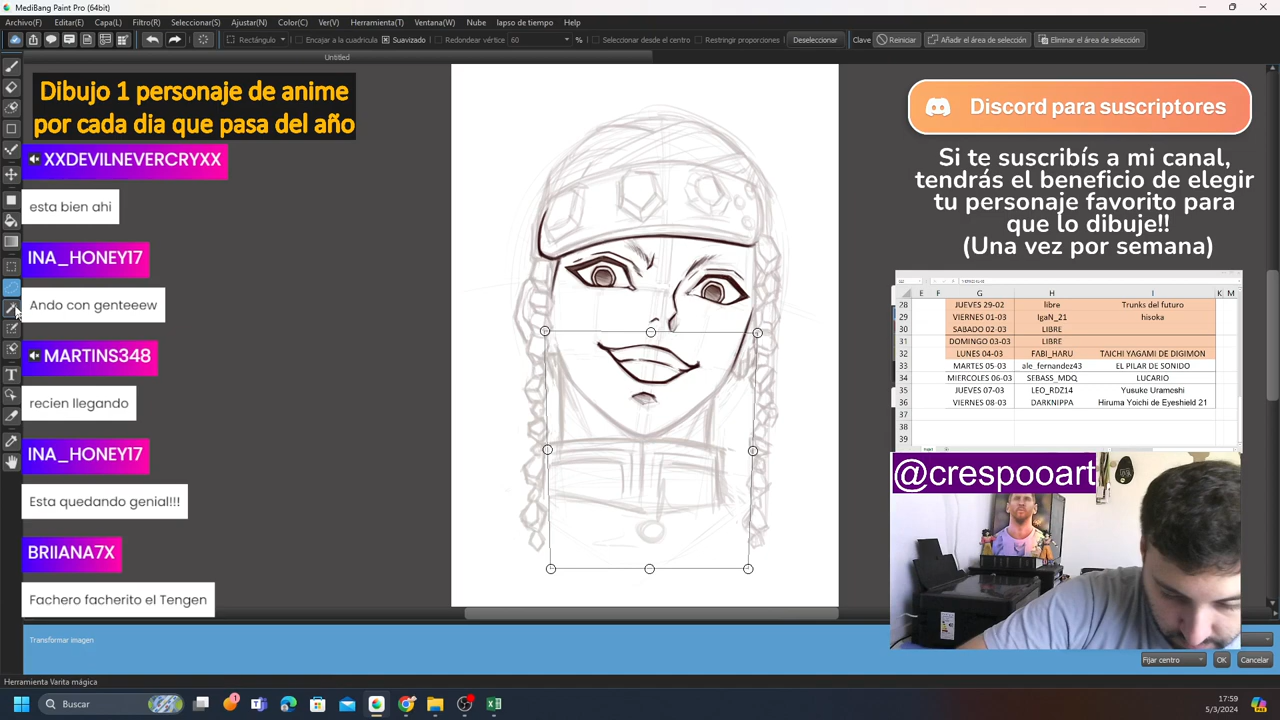 MediBang Paint Pro (64bit)
Archivo(F) Editar(E) Capa(L) Filtro(R) Seleccionar(S) Ajustar(N) Color(C) Ver(V) Herramienta(T) Ventana(W) Nube lapso de tiempo Help
Rectángulo Encajar a la cuadrícula Suavizado Redondear vértice 60 % Seleccionar desde el centro Restringir proporciones Deseleccionar Clave Reiniciar Añadir el área de selección Eliminar el área de selección
Untitled
Dibujo 1 personaje de anime
por cada dia que pasa del año
XXDEVILNEVERCRYXX
esta bien ahi
INA_HONEY17
Ando con genteeew
MARTINS348
recien llegando
INA_HONEY17
Esta quedando genial!!!
BRIIANA7X
Fachero facherito el Tengen
Discord para suscriptores
Si te suscribís a mi canal,
tendrás el beneficio de elegir
tu personaje favorito para
que lo dibuje!!
(Una vez por semana)
E F G H I K
28 JUEVES 29-02 libre Trunks del futuro
29 VIERNES 01-03 IgaN_21 hisoka
30 SABADO 02-03 LIBRE
31 DOMINGO 03-03 LIBRE
32 LUNES 04-03 FABI_HARU TAICHI YAGAMI DE DIGIMON
33 MARTES 05-03 ale_fernandez43 EL PILAR DE SONIDO
34 MIERCOLES 06-03 SEBASS_MDQ LUCARIO
35 JUEVES 07-03 LEO_RDZ14 Yusuke Urameshi
36 VIERNES 08-03 DARKNIPPA Hiruma Yoichi de Eyeshield 21
37
38
39
@crespooart
Transformar imagen
Fijar centro OK Cancelar
Herramienta Varita mágica
Buscar
17:59
5/3/2024